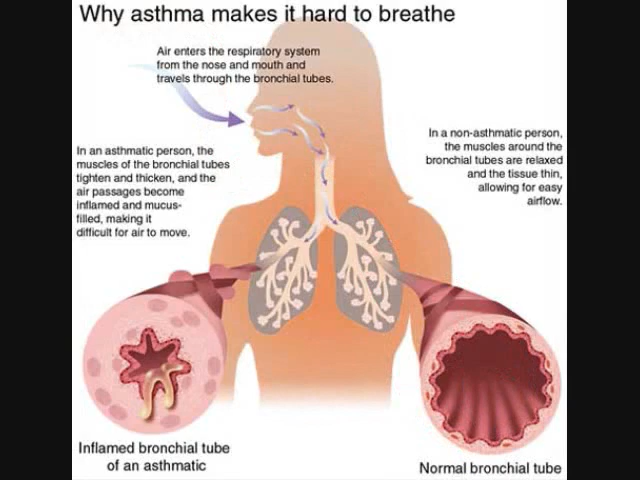 Why asthma makes it hard to breathe
Air enters the respiratory system
from the nose and mouth and
travels through the bronchial tubes.
In an asthmatic person, the
muscles of the bronchial tubes
tighten and thicken, and the
air passages become
inflamed and mucus-
filled, making it
difficult for air to move.
In a non-asthmatic person,
the muscles around the
bronchial tubes are relaxed
and the tissue thin,
allowing for easy
airflow.
Inflamed bronchial tube
of an asthmatic
Normal bronchial tube